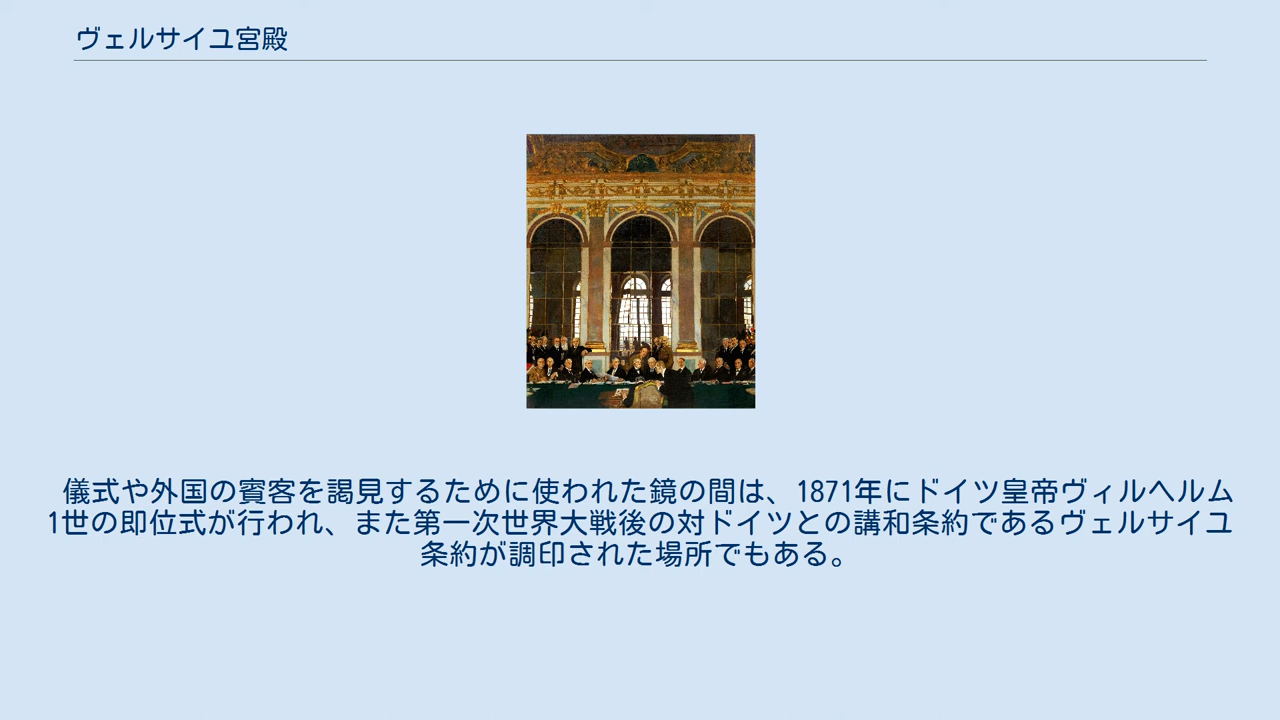 ヴェルサイユ宮殿
儀式や外国の賓客を謁見するために使われた鏡の間は、1871年にドイツ皇帝ヴィルヘルム
1世の即位式が行われ、また第一次世界大戦後の対ドイツとの講和条約であるヴェルサイユ
条約が調印された場所でもある。